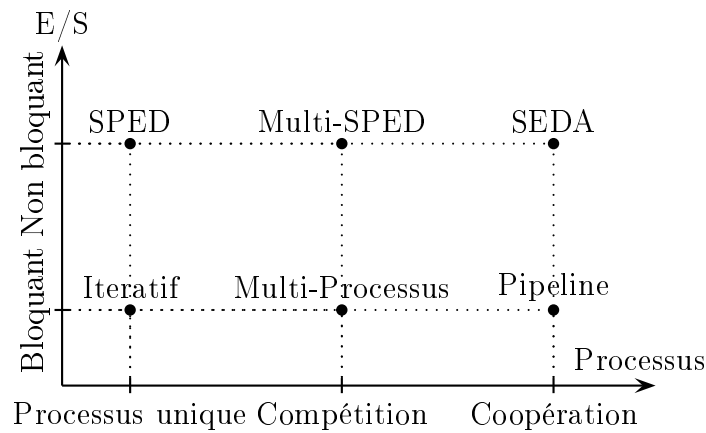 E/S
Non bloquant
SPED Multi-SPED SEDA
Bloquant
Iteratif Multi-Processus Pipeline
Processus
Processus unique Compétition Coopération